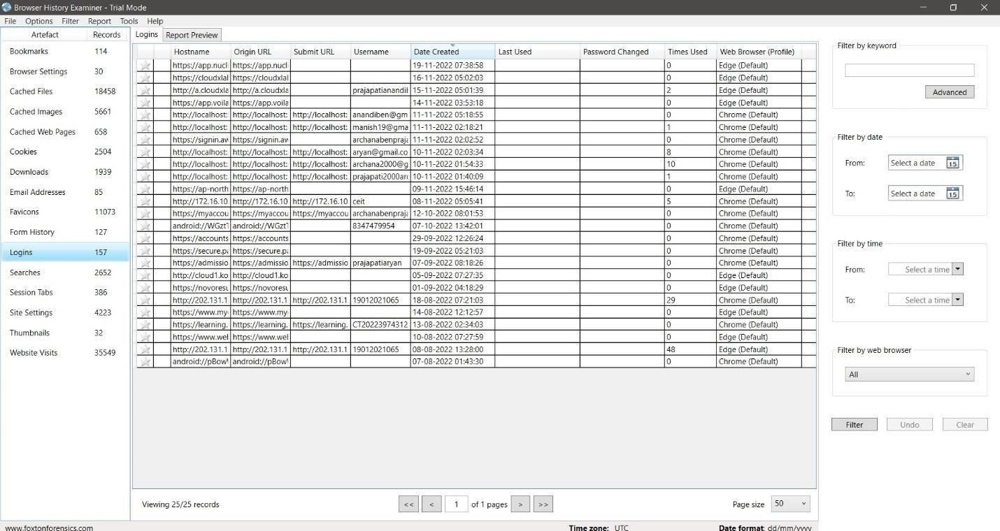 Browser History Examiner - Trial Mode
File Options Filter Report Tools Help
Artefact Records
Bookmarks 114
Browser Settings 30
Cached Files 18458
Cached Images 5661
Cached Web Pages 658
Cookies 2504
Downloads 1939
Email Addresses 85
Favicons 11073
Form History 127
Logins 157
Searches 2652
Session Tabs 386
Site Settings 4223
Thumbnails 32
Website Visits 35549
Logins Report Preview
Hostname Origin URL Submit URL Username Date Created Last Used Password Changed Times Used Web Browser (Profile)
https://app.nucl https://app.nucl 19-11-2022 07:38:58 0 Edge (Default)
https://cloudxlal https://cloudxlal 16-11-2022 05:02:03 0 Edge (Default)
http://a.cloudxla http://a.cloudxla prajapatianandil 15-11-2022 05:01:39 2 Edge (Default)
https://app.voila https://app.voila 14-11-2022 03:53:18 0 Edge (Default)
http://localhost: http://localhost: http://localhost: anandiben@gm 11-11-2022 05:18:55 0 Chrome (Default)
http://localhost: http://localhost: http://localhost: manish19@gma 11-11-2022 02:18:21 1 Chrome (Default)
https://signin.aw https://signin.aw archanabenpraja 11-11-2022 02:02:52 0 Chrome (Default)
http://localhost: http://localhost: http://localhost: aryan@gmail.co 10-11-2022 02:03:34 8 Chrome (Default)
http://localhost: http://localhost: http://localhost: archana2000@g 10-11-2022 01:54:33 10 Chrome (Default)
http://localhost: http://localhost: http://localhost: prajapati2000arc 10-11-2022 01:40:09 1 Chrome (Default)
https://ap-north https://ap-north 09-11-2022 15:46:14 0 Edge (Default)
http://172.16.10 http://172.16.10 http://172.16.10 ceit 08-11-2022 05:05:41 5 Chrome (Default)
https://myaccou https://myaccou https://myaccou archanabenpraja 12-10-2022 08:01:53 0 Chrome (Default)
android://WGztT android://WGztT 8347479954 07-10-2022 13:42:01 0 Chrome (Default)
https://accounts https://accounts 29-09-2022 12:26:24 0 Chrome (Default)
https://secure.pa https://secure.pa 19-09-2022 05:21:03 0 Chrome (Default)
https://admissio https://admissio https://admissio prajapatiaryan 07-09-2022 08:18:26 0 Chrome (Default)
http://cloud1.ko http://cloud1.ko 05-09-2022 07:27:35 0 Edge (Default)
https://novoresu https://novoresu 01-09-2022 04:18:29 0 Edge (Default)
http://202.131.1 http://202.131.1 http://202.131.1 19012021065 18-08-2022 07:21:03 29 Chrome (Default)
https://www.my- https://www.my- 14-08-2022 12:12:57 0 Edge (Default)
https://learning. https://learning. https://learning. CT20223974312 13-08-2022 02:34:03 0 Chrome (Default)
https://www.wel https://www.wel 10-08-2022 07:27:59 0 Edge (Default)
http://202.131.1 http://202.131.1 http://202.131.1 19012021065 08-08-2022 13:28:00 48 Edge (Default)
android://pBow\ android://pBow\ 07-08-2022 01:43:30 0 Chrome (Default)
Viewing 25/25 records << < 1 of 1 pages > >> Page size 50
Filter by keyword
Advanced
Filter by date
From: Select a date 15
To: Select a date 15
Filter by time
From: Select a time
To: Select a time
Filter by web browser
All
Filter Undo Clear
www.foxtonforensics.com Time zone: UTC Date format: dd/mm/yyyy